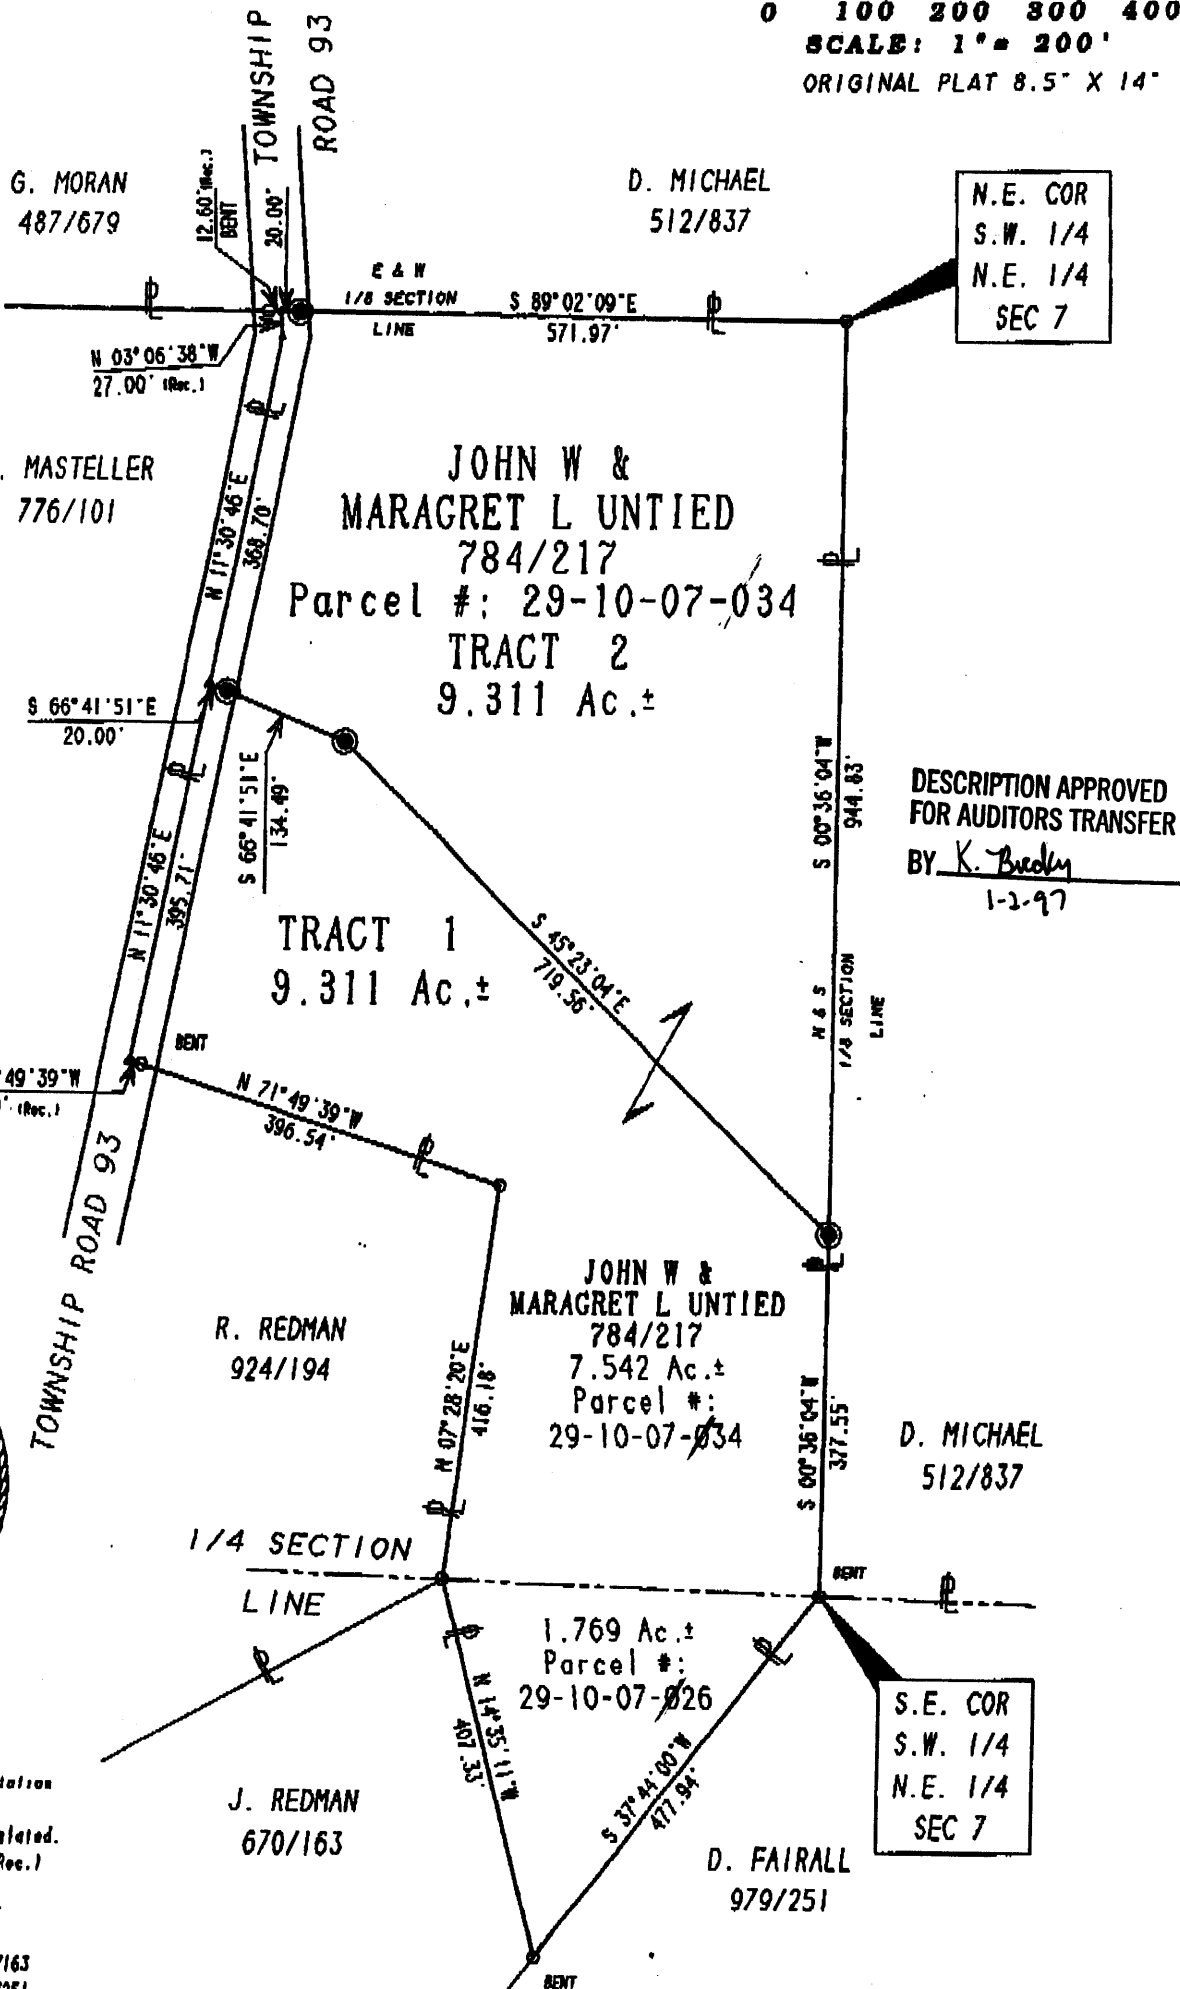 0 100 200 300 400
SCALE: 1"= 200'
ORIGINAL PLAT 8.5" X 14"
TOWNSHIP
ROAD 93
G. MORAN
487/679
12.60' (Rec.)
BENT
20.00'
D. MICHAEL
512/837
N.E. COR
S.W. 1/4
N.E. 1/4
SEC 7
E & W
1/8 SECTION
LINE
S 89°02'09"E
571.97'
N 03°06'38"W
27.00' (Rec.)
MASTELLER
776/101
JOHN W &
MARAGRET L UNTIED
784/217
Parcel #: 29-10-07-034
TRACT 2
9.311 Ac.±
N 11°30'46"E
368.70'
S 66°41'51"E
20.00'
S 66°41'51"E
134.49'
S 00°36'04"W
944.83'
DESCRIPTION APPROVED
FOR AUDITORS TRANSFER
BY
1-2-97
N 11°30'46"E
395.71'
TRACT 1
9.311 Ac.±
S 45°23'04"E
719.56'
N & S
1/8 SECTION
LINE
BENT
49'39"W
(Rec.)
N 71°49'39"W
396.54'
TOWNSHIP ROAD 93
JOHN W &
MARAGRET L UNTIED
784/217
7.542 Ac.±
Parcel #:
29-10-07-034
R. REDMAN
924/194
N 07°28'20"E
416.18'
S 00°36'04"W
377.55'
D. MICHAEL
512/837
1/4 SECTION
LINE
BENT
1.769 Ac.±
Parcel #:
29-10-07-026
N 14°35'11"W
407.33'
S 37°44'00"W
477.94'
S.E. COR
S.W. 1/4
N.E. 1/4
SEC 7
J. REDMAN
670/163
D. FAIRALL
979/251
BENT